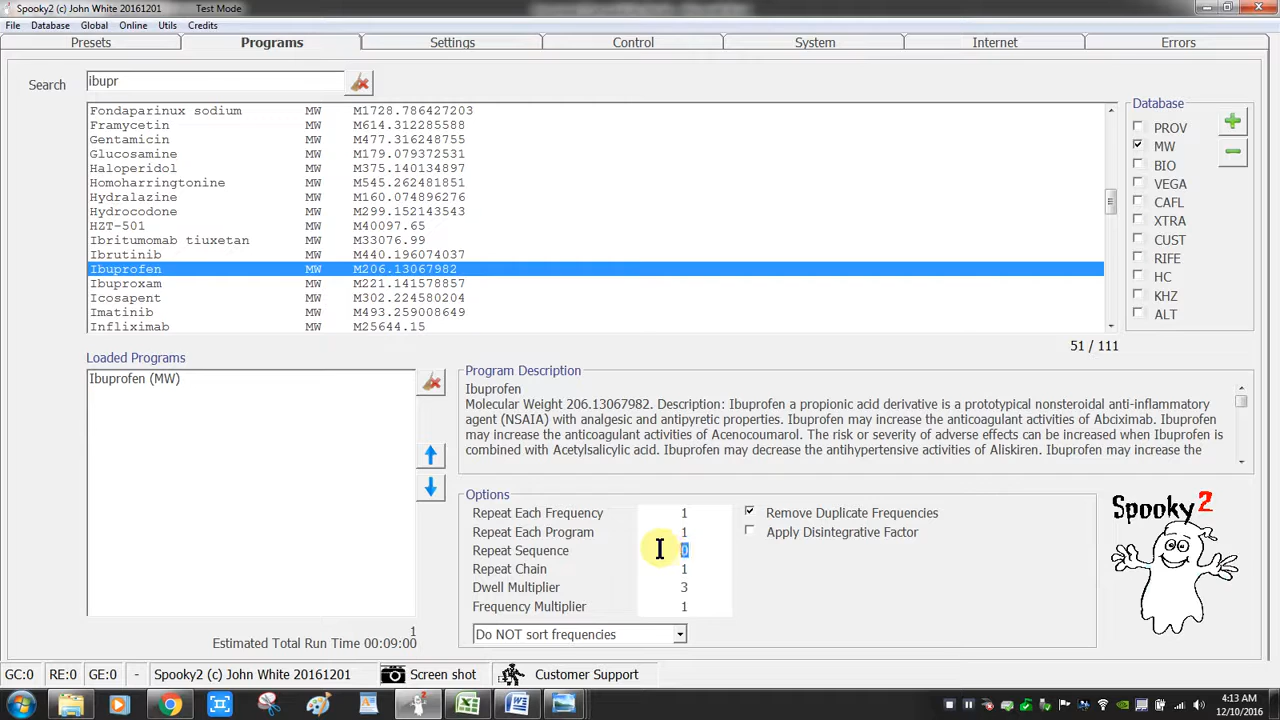 Spooky2 (c) John White 20161201 Test Mode
File Database Global Online Utils Credits
Presets Programs Settings Control System Internet Errors
Search ibupr
Fondaparinux sodium MW M1728.786427203
Framycetin MW M614.312285588
Gentamicin MW M477.316248755
Glucosamine MW M179.079372531
Haloperidol MW M375.140134897
Homoharringtonine MW M545.262481851
Hydralazine MW M160.074896276
Hydrocodone MW M299.152143543
HZT-501 MW M40097.65
Ibritumomab tiuxetan MW M33076.99
Ibrutinib MW M440.196074037
Ibuprofen MW M206.13067982
Ibuproxam MW M221.141578857
Icosapent MW M302.224580204
Imatinib MW M493.259008649
Infliximab MW M25644.15
Database
PROV
MW
BIO
VEGA
CAFL
XTRA
CUST
RIFE
HC
KHZ
ALT
51 / 111
Loaded Programs
Ibuprofen (MW)
1
Estimated Total Run Time 00:09:00
Program Description
Ibuprofen
Molecular Weight 206.13067982. Description: Ibuprofen a propionic acid derivative is a prototypical nonsteroidal anti-inflammatory
agent (NSAIA) with analgesic and antipyretic properties. Ibuprofen may increase the anticoagulant activities of Abciximab. Ibuprofen
may increase the anticoagulant activities of Acenocoumarol. The risk or severity of adverse effects can be increased when Ibuprofen is
combined with Acetylsalicylic acid. Ibuprofen may decrease the antihypertensive activities of Aliskiren. Ibuprofen may increase the
Options
Repeat Each Frequency 1 Remove Duplicate Frequencies
Repeat Each Program 1 Apply Disintegrative Factor
Repeat Sequence 0
Repeat Chain 1
Dwell Multiplier 3
Frequency Multiplier 1
Do NOT sort frequencies
Spooky2
GC:0 RE:0 GE:0 - Spooky2 (c) John White 20161201 Screen shot Customer Support
4:13 AM
12/10/2016